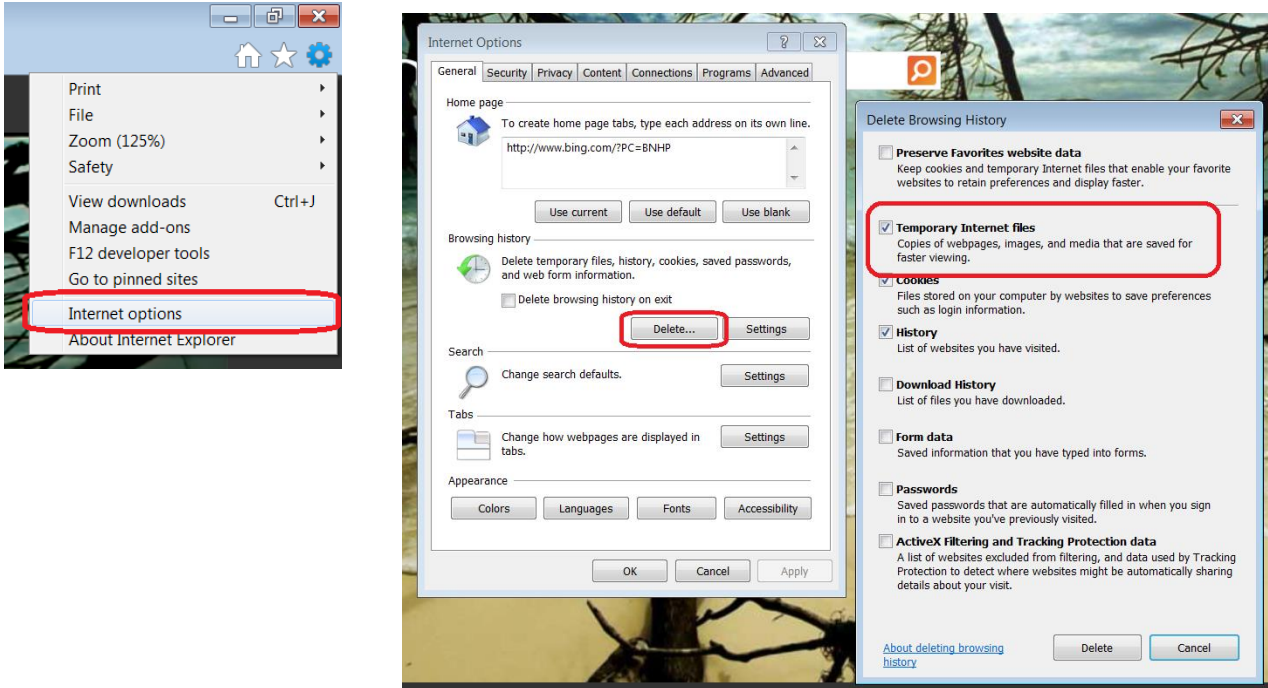 Print
File
Zoom (125%)
Safety
View downloads Ctrl+J
Manage add-ons
F12 developer tools
Go to pinned sites
Internet options
About Internet Explorer
Internet Options
General Security Privacy Content Connections Programs Advanced
Home page
To create home page tabs, type each address on its own line.
http://www.bing.com/?PC=BNHP
Use current Use default Use blank
Browsing history
Delete temporary files, history, cookies, saved passwords,
and web form information.
Delete browsing history on exit
Delete... Settings
Search
Change search defaults. Settings
Tabs
Change how webpages are displayed in Settings
tabs.
Appearance
Colors Languages Fonts Accessibility
OK Cancel Apply
Delete Browsing History
Preserve Favorites website data
Keep cookies and temporary Internet files that enable your favorite
websites to retain preferences and display faster.
Temporary Internet files
Copies of webpages, images, and media that are saved for
faster viewing.
Cookies
Files stored on your computer by websites to save preferences
such as login information.
History
List of websites you have visited.
Download History
List of files you have downloaded.
Form data
Saved information that you have typed into forms.
Passwords
Saved passwords that are automatically filled in when you sign
in to a website you've previously visited.
ActiveX Filtering and Tracking Protection data
A list of websites excluded from filtering, and data used by Tracking
Protection to detect where websites might be automatically sharing
details about your visit.
About deleting browsing
history
Delete Cancel